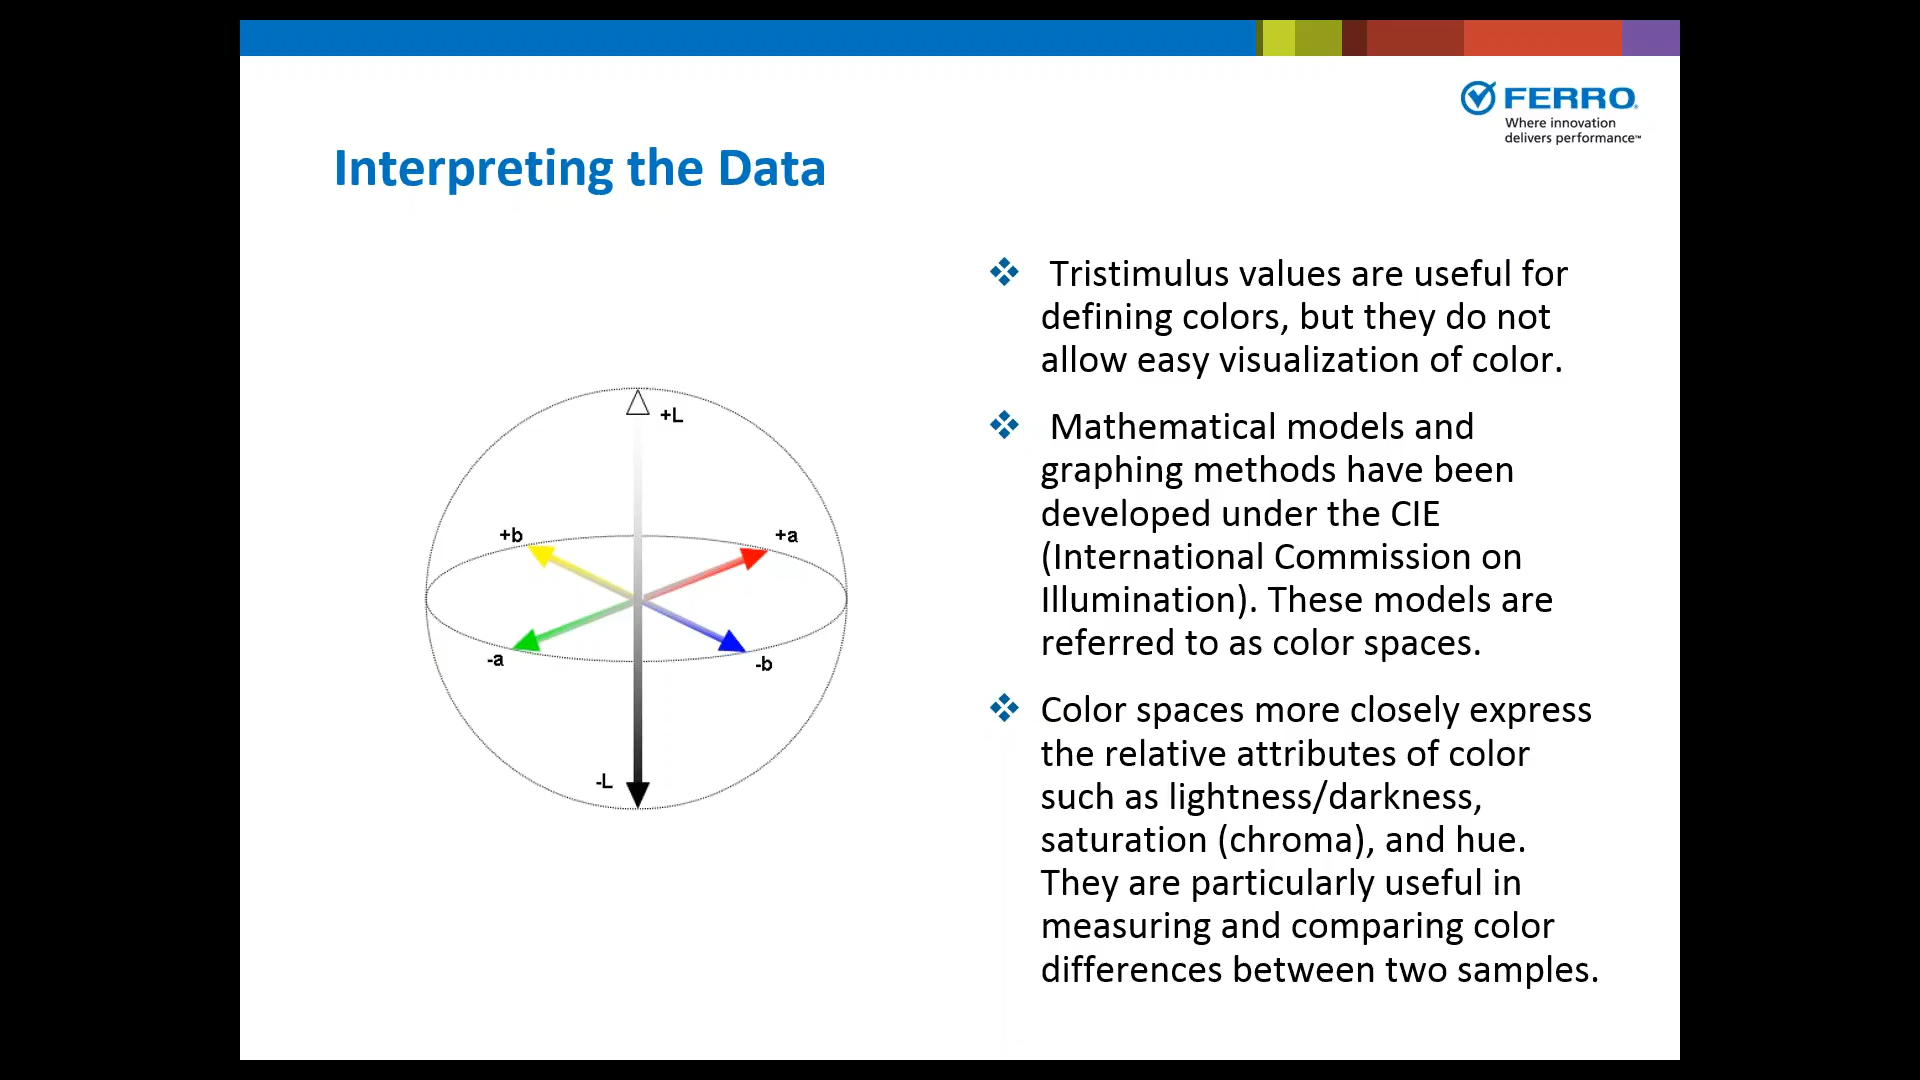 FERRO
Where innovation
delivers performance™
Interpreting the Data
Tristimulus values are useful for
defining colors, but they do not
allow easy visualization of color.
Mathematical models and
graphing methods have been
developed under the CIE
(International Commission on
Illumination). These models are
referred to as color spaces.
Color spaces more closely express
the relative attributes of color
such as lightness/darkness,
saturation (chroma), and hue.
They are particularly useful in
measuring and comparing color
differences between two samples.
+L
+b
+a
-a
-b
-L